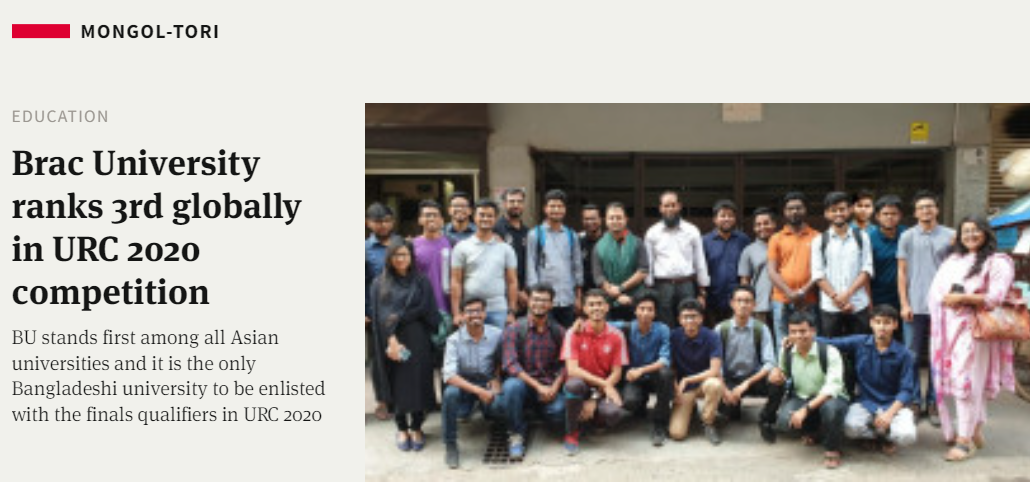 MONGOL-TORI
EDUCATION
Brac University
ranks 3rd globally
in URC 2020
competition
BU stands first among all Asian
universities and it is the only
Bangladeshi university to be enlisted
with the finals qualifiers in URC 2020